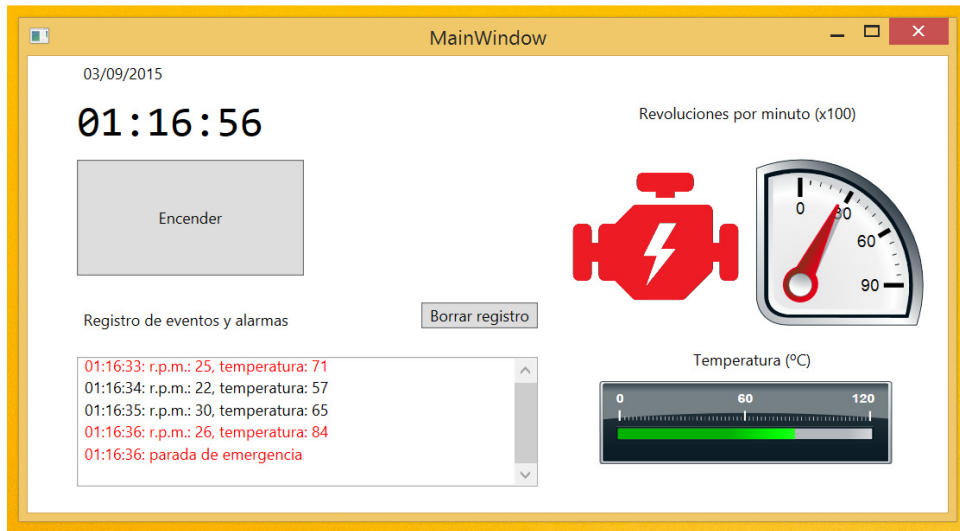 MainWindow
03/09/2015
01:16:56
Encender
Revoluciones por minuto (x100)
0
30
60
90
Registro de eventos y alarmas
Borrar registro
01:16:33: r.p.m.: 25, temperatura: 71
01:16:34: r.p.m.: 22, temperatura: 57
01:16:35: r.p.m.: 30, temperatura: 65
01:16:36: r.p.m.: 26, temperatura: 84
01:16:36: parada de emergencia
Temperatura (ºC)
0 60 120